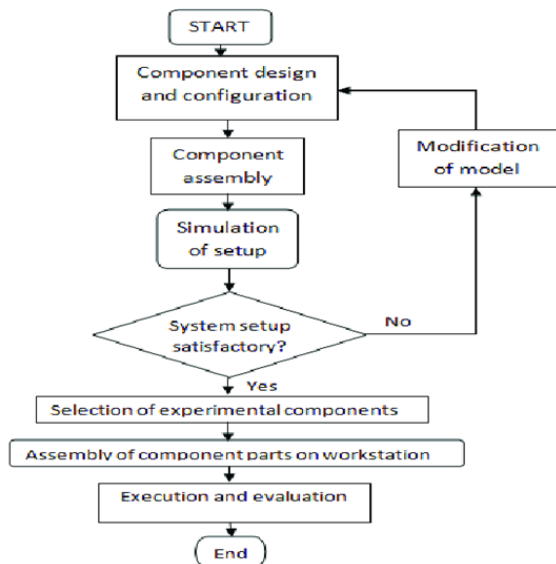 START
Component design
and configuration
Component
assembly
Modification
of model
Simulation
of setup
System setup
satisfactory?
No
Yes
Selection of experimental components
Assembly of component parts on workstation
Execution and evaluation
End